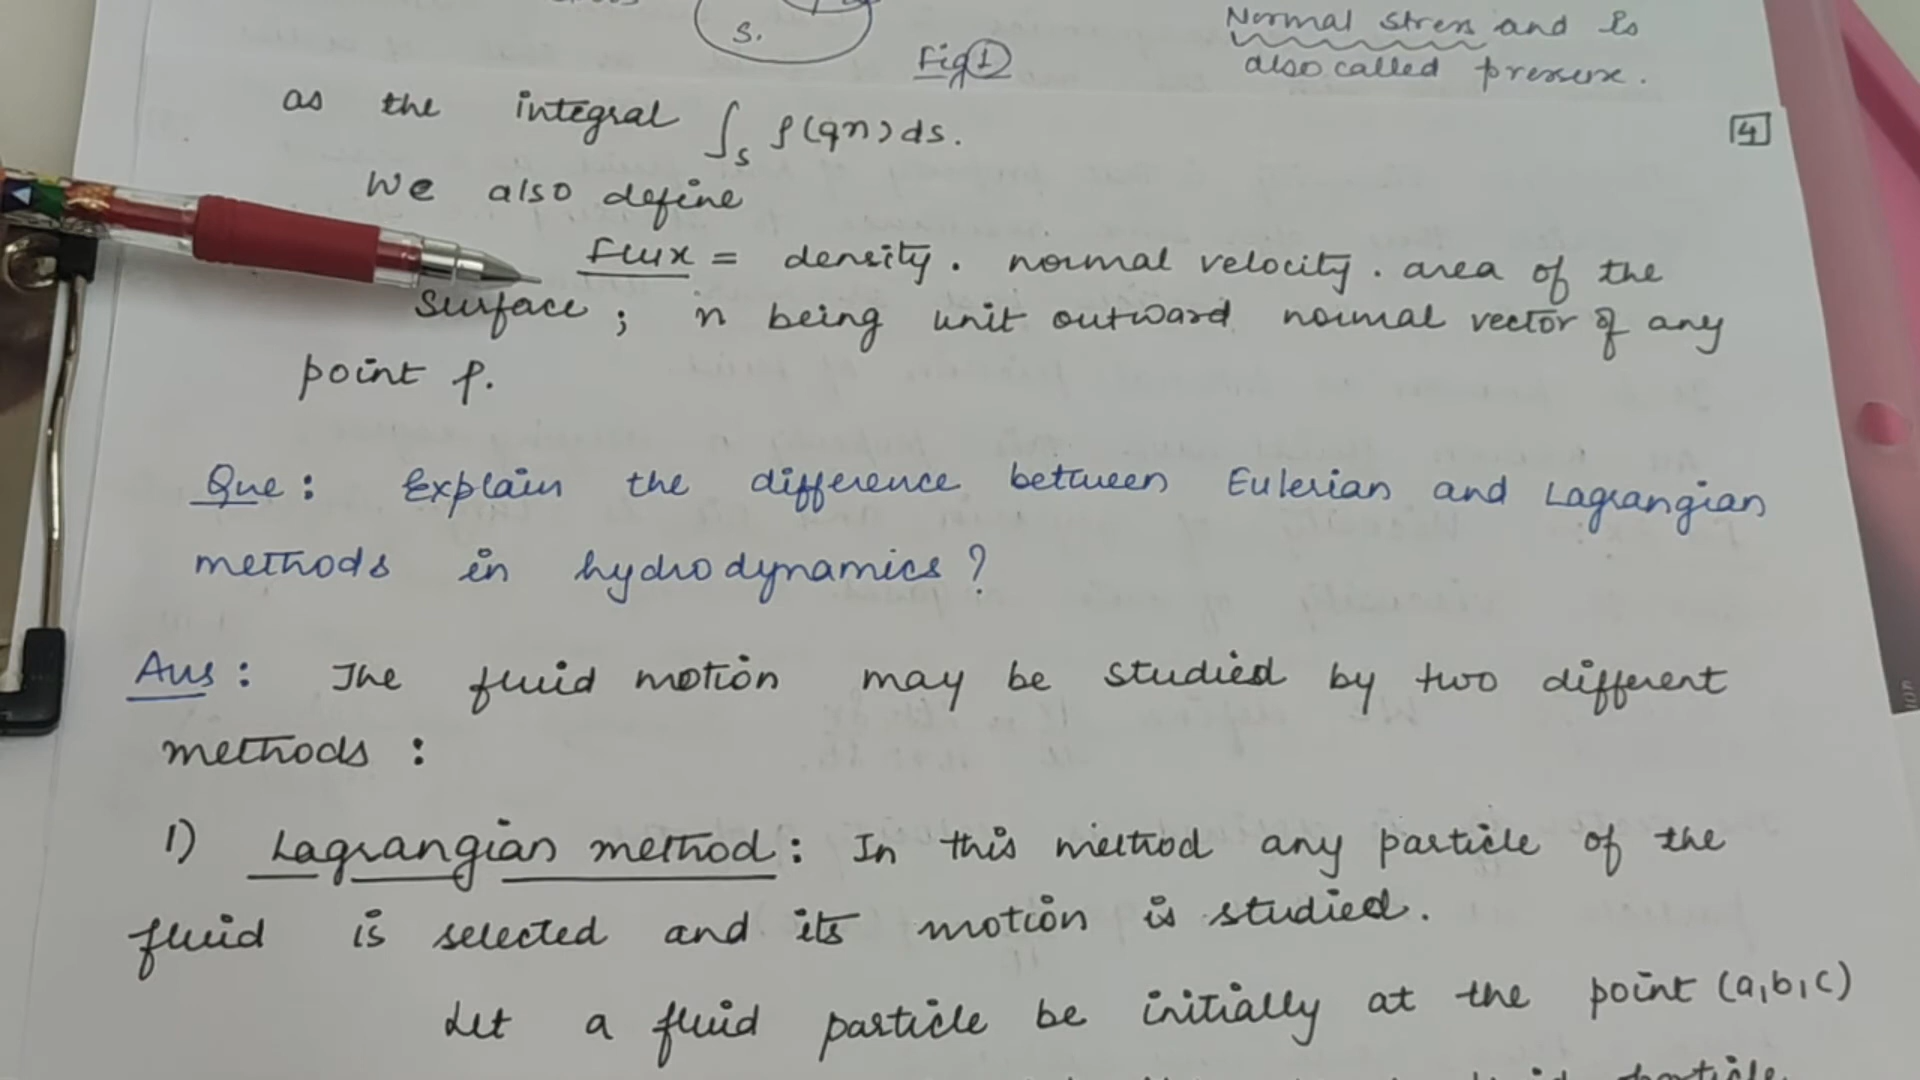 S.
Fig 1
Normal stress and is
also called pressure.
4
as the integral ∫s ρ(qn)ds.
We also define
Flux = density. normal velocity. area of the
surface; n being unit outward normal vector of any
point P.
Que: Explain the difference between Eulerian and Lagrangian
methods in hydrodynamics?
Ans: The fluid motion may be studied by two different
methods:
1) Lagrangian method: In this method any particle of the
fluid is selected and its motion is studied.
Let a fluid particle be initially at the point (a,b,c)
fluid particle